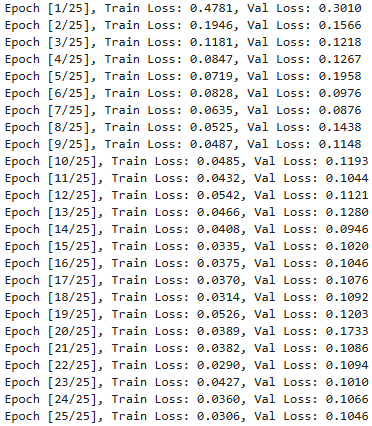 Epoch [1/25], Train Loss: 0.4781, Val Loss: 0.3010
Epoch [2/25], Train Loss: 0.1946, Val Loss: 0.1566
Epoch [3/25], Train Loss: 0.1181, Val Loss: 0.1218
Epoch [4/25], Train Loss: 0.0847, Val Loss: 0.1267
Epoch [5/25], Train Loss: 0.0719, Val Loss: 0.1958
Epoch [6/25], Train Loss: 0.0828, Val Loss: 0.0976
Epoch [7/25], Train Loss: 0.0635, Val Loss: 0.0876
Epoch [8/25], Train Loss: 0.0525, Val Loss: 0.1438
Epoch [9/25], Train Loss: 0.0487, Val Loss: 0.1148
Epoch [10/25], Train Loss: 0.0485, Val Loss: 0.1193
Epoch [11/25], Train Loss: 0.0432, Val Loss: 0.1044
Epoch [12/25], Train Loss: 0.0542, Val Loss: 0.1121
Epoch [13/25], Train Loss: 0.0466, Val Loss: 0.1280
Epoch [14/25], Train Loss: 0.0408, Val Loss: 0.0946
Epoch [15/25], Train Loss: 0.0335, Val Loss: 0.1020
Epoch [16/25], Train Loss: 0.0375, Val Loss: 0.1046
Epoch [17/25], Train Loss: 0.0370, Val Loss: 0.1076
Epoch [18/25], Train Loss: 0.0314, Val Loss: 0.1092
Epoch [19/25], Train Loss: 0.0526, Val Loss: 0.1203
Epoch [20/25], Train Loss: 0.0389, Val Loss: 0.1733
Epoch [21/25], Train Loss: 0.0382, Val Loss: 0.1086
Epoch [22/25], Train Loss: 0.0290, Val Loss: 0.1094
Epoch [23/25], Train Loss: 0.0427, Val Loss: 0.1010
Epoch [24/25], Train Loss: 0.0360, Val Loss: 0.1066
Epoch [25/25], Train Loss: 0.0306, Val Loss: 0.1046